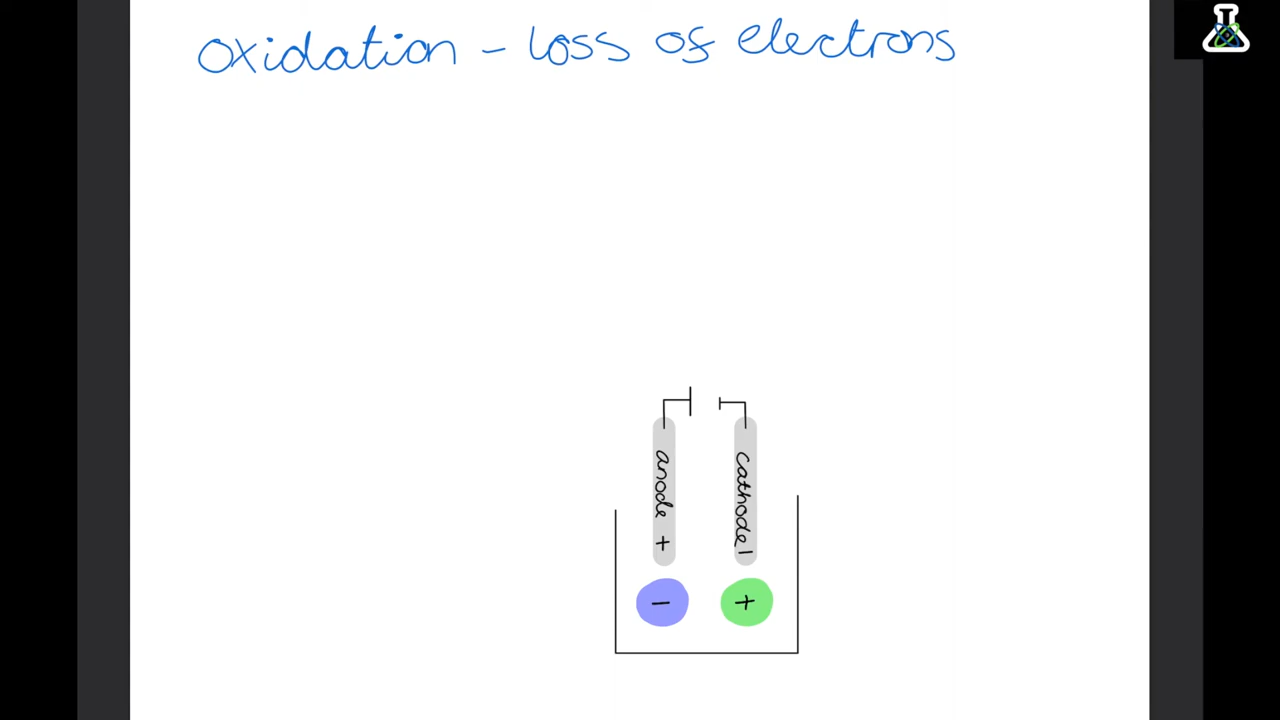 Oxidation - loss of electrons
anode +
cathode -
-
+